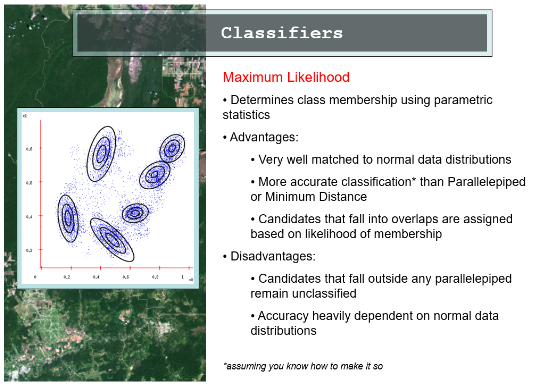 Classifiers
Maximum Likelihood
• Determines class membership using parametric
statistics
• Advantages:
• Very well matched to normal data distributions
• More accurate classification* than Parallelepiped
or Minimum Distance
• Candidates that fall into overlaps are assigned
based on likelihood of membership
• Disadvantages:
• Candidates that fall outside any parallelepiped
remain unclassified
• Accuracy heavily dependent on normal data
distributions
*assuming you know how to make it so
0,8
0,6
0,4
0,2
0 0,2 0,4 0,6 0,8 1